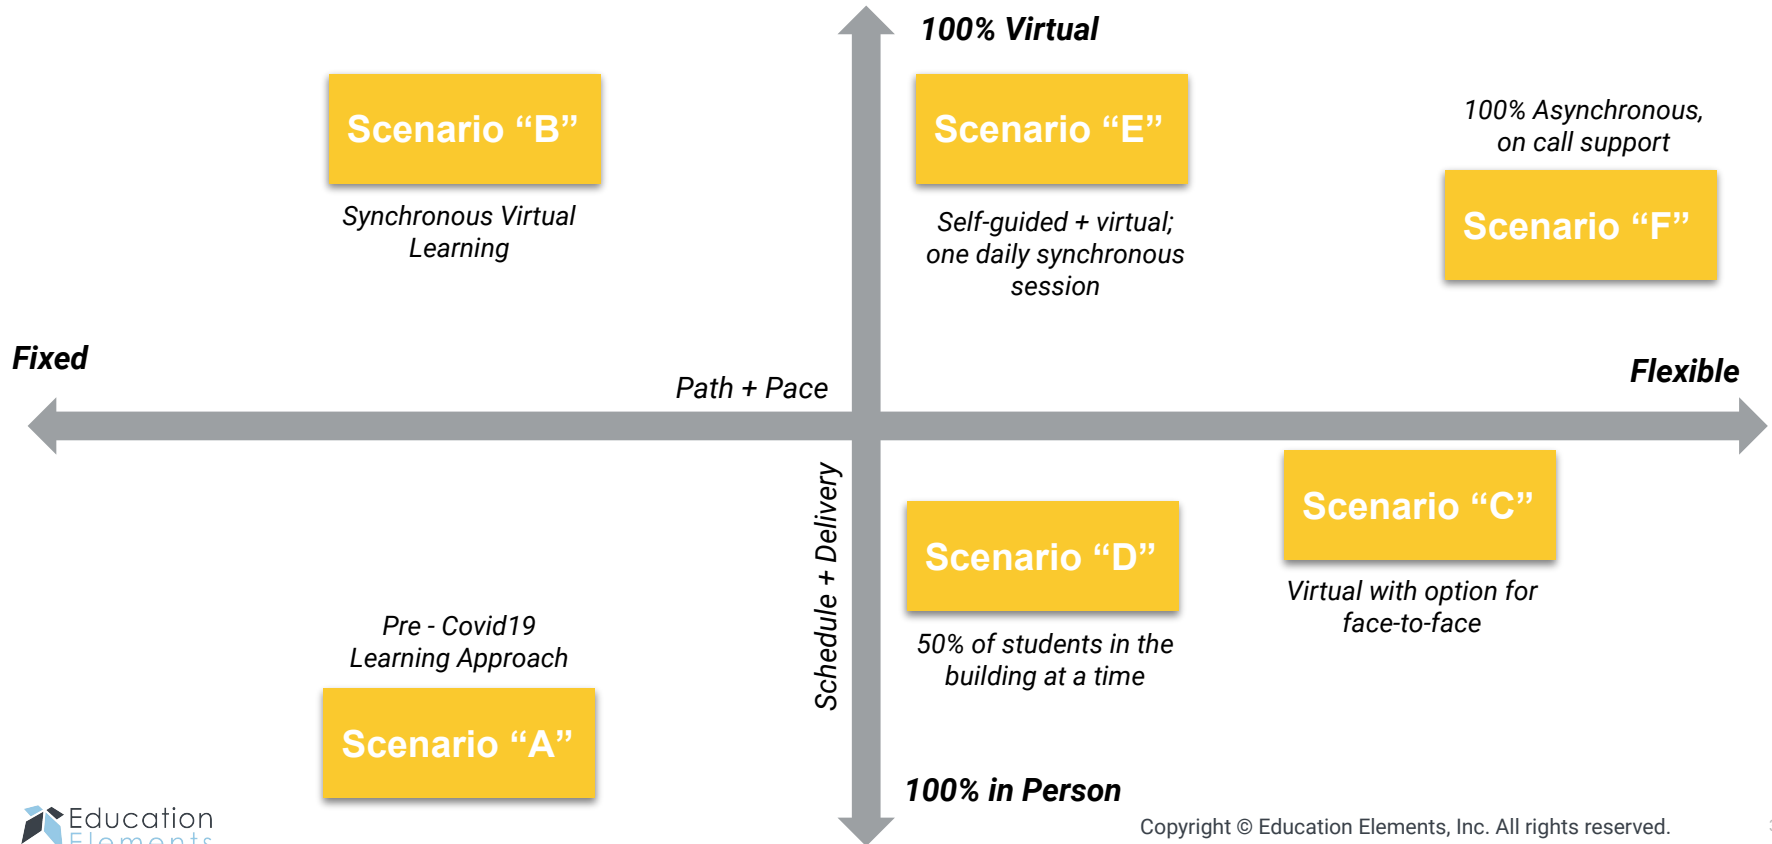 100% Virtual
Scenario “B”
Synchronous Virtual
Learning
Scenario “E”
Self-guided + virtual;
one daily synchronous
session
100% Asynchronous,
on call support
Scenario “F”
Fixed
Path + Pace
Flexible
Schedule + Delivery
Scenario “D”
50% of students in the
building at a time
Scenario “C”
Virtual with option for
face-to-face
Pre - Covid19
Learning Approach
Scenario “A”
100% in Person
Education
Elements
Copyright © Education Elements, Inc. All rights reserved.